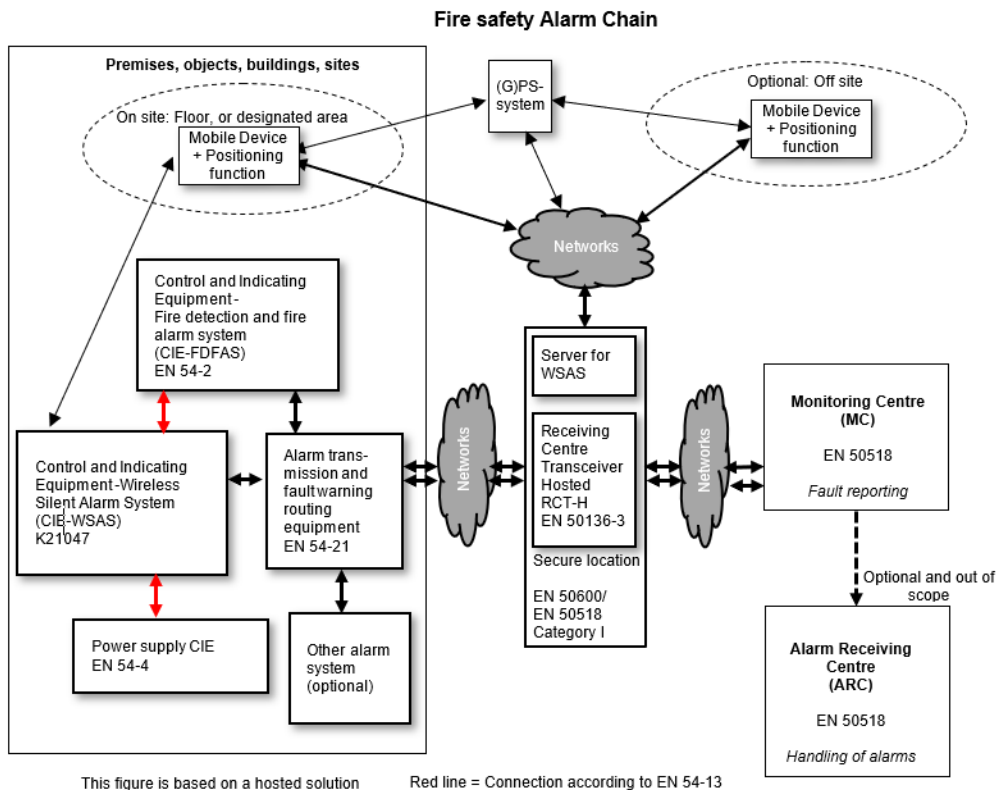 Fire safety Alarm Chain
Premises, objects, buildings, sites
On site: Floor, or designated area
Mobile Device
+ Positioning
function
(G)PS-
system
Optional: Off site
Mobile Device
+ Positioning
function
Networks
Control and Indicating
Equipment-
Fire detection and fire
alarm system
(CIE-FDFAS)
EN 54-2
Control and Indicating
Equipment-Wireless
Silent Alarm System
(CIE-WSAS)
K21047
Alarm trans-
mission and
fault warning
routing
equipment
EN 54-21
Power supply CIE
EN 54-4
Other alarm
system
(optional)
Networks
Server for
WSAS
Receiving
Centre
Transceiver
Hosted
RCT-H
EN 50136-3
Secure location
EN 50600/
EN 50518
Category I
Networks
Monitoring Centre
(MC)
EN 50518
Fault reporting
Optional and out of
scope
Alarm Receiving
Centre
(ARC)
EN 50518
Handling of alarms
This figure is based on a hosted solution
Red line = Connection according to EN 54-13